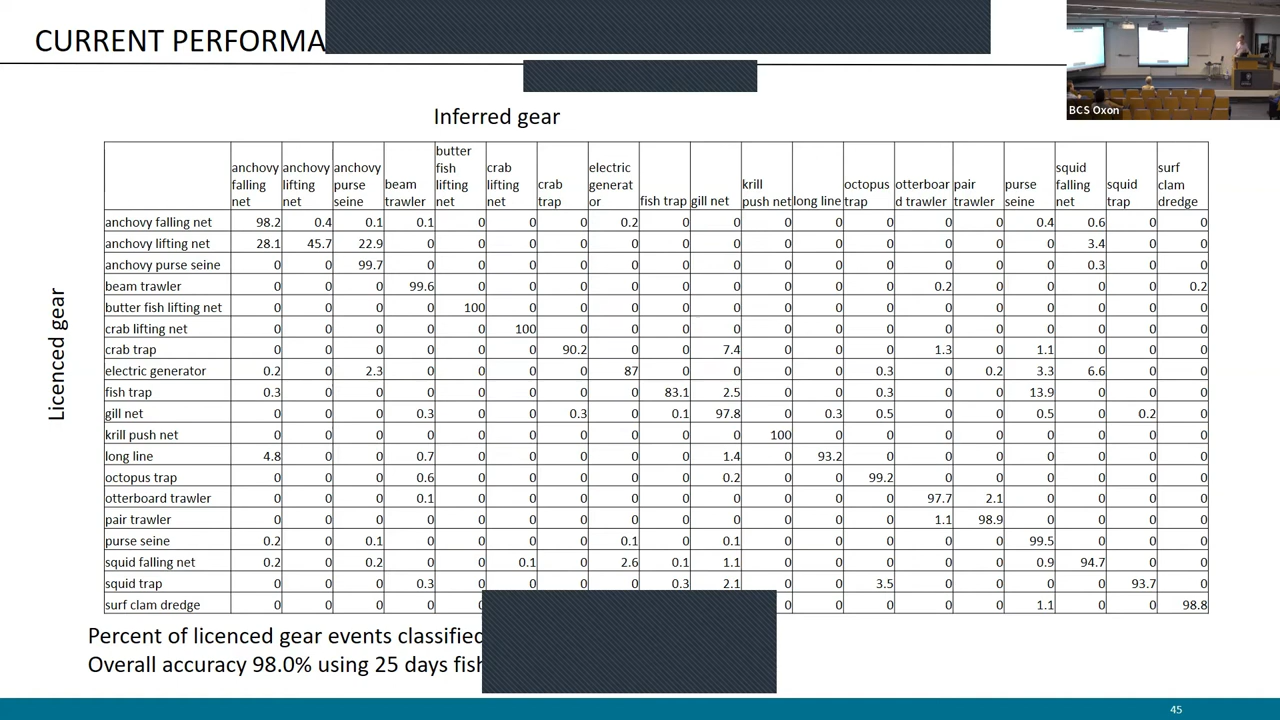 CURRENT PERFORMA
BCS Oxon
Inferred gear
Licenced gear
anchovy falling net	anchovy lifting net	anchovy purse seine	beam trawler	butter fish lifting net	crab lifting net	crab trap	electric generat or	fish trap	gill net	krill push net	long line	octopus trap	otterboar d trawler	pair trawler	purse seine	squid falling net	squid trap	surf clam dredge
anchovy falling net	98.2	0.4	0.1	0.1	0	0	0	0.2	0	0	0	0	0	0	0	0.4	0.6	0	0
anchovy lifting net	28.1	45.7	22.9	0	0	0	0	0	0	0	0	0	0	0	0	0	3.4	0	0
anchovy purse seine	0	0	99.7	0	0	0	0	0	0	0	0	0	0	0	0	0	0.3	0	0
beam trawler	0	0	0	99.6	0	0	0	0	0	0	0	0	0	0.2	0	0	0	0	0.2
butter fish lifting net	0	0	0	0	100	0	0	0	0	0	0	0	0	0	0	0	0	0	0
crab lifting net	0	0	0	0	0	100	0	0	0	0	0	0	0	0	0	0	0	0	0
crab trap	0	0	0	0	0	0	90.2	0	0	7.4	0	0	0	1.3	0	1.1	0	0	0
electric generator	0.2	0	2.3	0	0	0	0	87	0	0	0	0	0.3	0	0.2	3.3	6.6	0	0
fish trap	0.3	0	0	0	0	0	0	0	83.1	2.5	0	0	0.3	0	0	13.9	0	0	0
gill net	0	0	0	0.3	0	0	0.3	0	0.1	97.8	0	0.3	0.5	0	0	0.5	0	0.2	0
krill push net	0	0	0	0	0	0	0	0	0	0	100	0	0	0	0	0	0	0	0
long line	4.8	0	0	0.7	0	0	0	0	0	1.4	0	93.2	0	0	0	0	0	0	0
octopus trap	0	0	0	0.6	0	0	0	0	0	0.2	0	0	99.2	0	0	0	0	0	0
otterboard trawler	0	0	0	0.1	0	0	0	0	0	0	0	0	0	97.7	2.1	0	0	0	0
pair trawler	0	0	0	0	0	0	0	0	0	0	0	0	0	1.1	98.9	0	0	0	0
purse seine	0.2	0	0.1	0	0	0	0	0.1	0	0.1	0	0	0	0	0	99.5	0	0	0
squid falling net	0.2	0	0.2	0	0	0.1	0	2.6	0.1	1.1	0	0	0	0	0	0.9	94.7	0	0
squid trap	0	0	0	0.3	0	0	0	0	0.3	2.1	0	0	3.5	0	0	0	0	93.7	0
surf clam dredge	0	0	0	0	0	0	0	0	1.1	0	0	98.8
Percent of licenced gear events classified
Overall accuracy 98.0% using 25 days fish
45